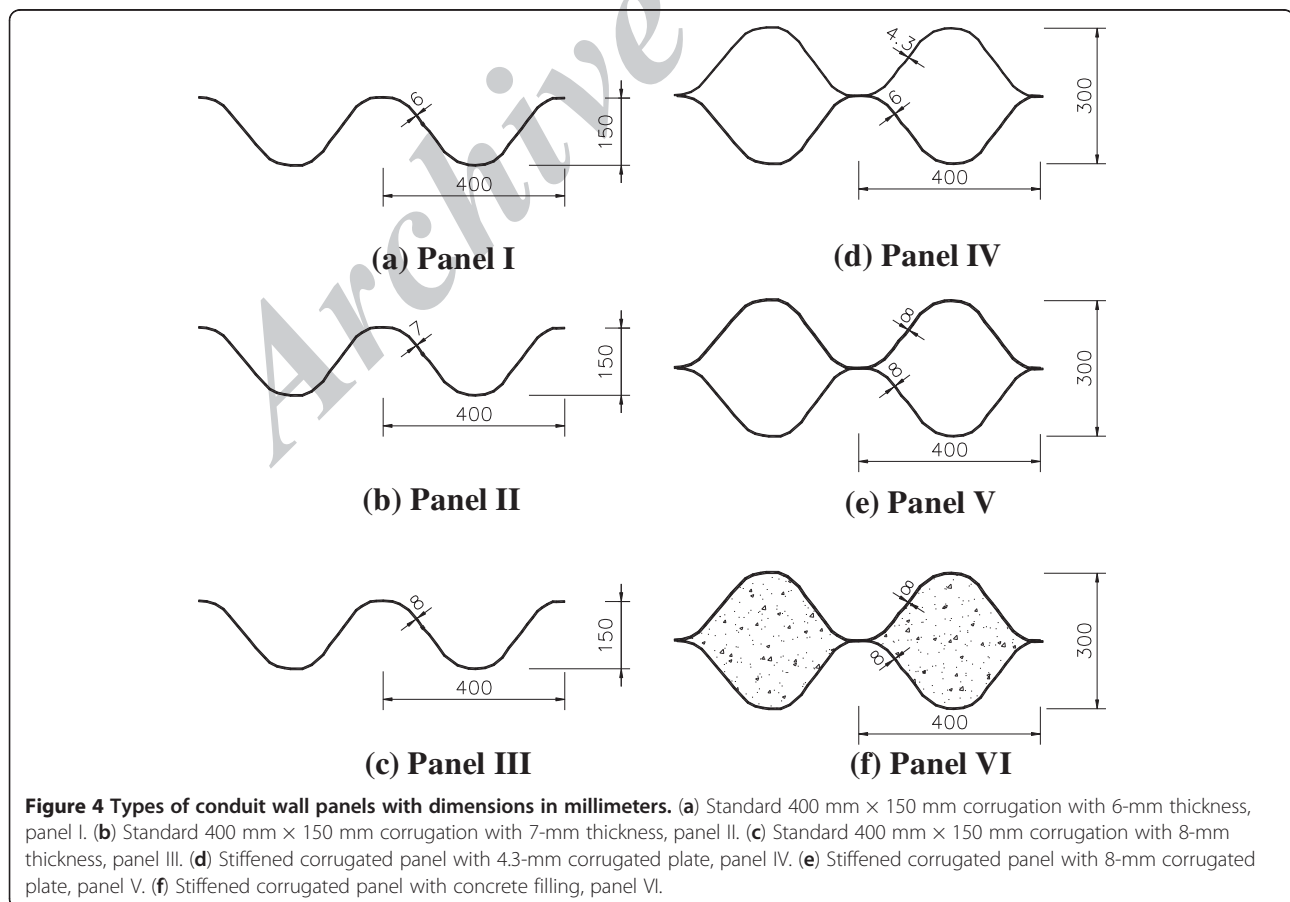 Archive
6
150
400
(a) Panel I
7
150
400
(b) Panel II
8
150
400
(c) Panel III
4.3
6
300
400
(d) Panel IV
8
8
300
400
(e) Panel V
8
8
300
400
(f) Panel VI
Figure 4 Types of conduit wall panels with dimensions in millimeters. (a) Standard 400 mm × 150 mm corrugation with 6-mm thickness,
panel I. (b) Standard 400 mm × 150 mm corrugation with 7-mm thickness, panel II. (c) Standard 400 mm × 150 mm corrugation with 8-mm
thickness, panel III. (d) Stiffened corrugated panel with 4.3-mm corrugated plate, panel IV. (e) Stiffened corrugated panel with 8-mm corrugated
plate, panel V. (f) Stiffened corrugated panel with concrete filling, panel VI.